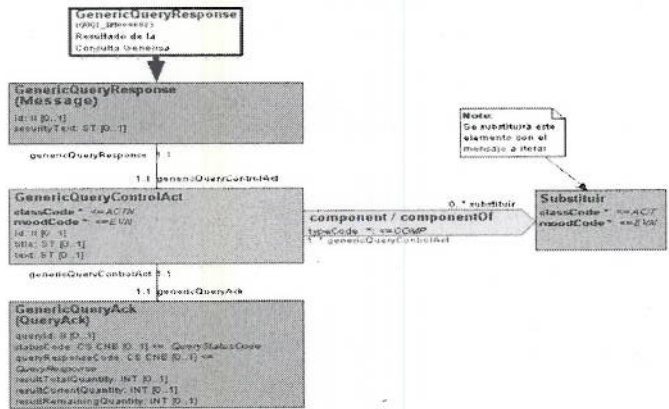 GenericQueryResponse
Resultado de la
Consulta Generica
GenericQueryResponse
(Message)
id: II [0..1]
securityText: ST [0..1]
genericQueryResponse 1..1
1..1 genericQueryControlAct
GenericQueryControlAct
classCode *: <=ACTN
moodCode *: <=EVN
id: II [0..1]
title: ST [0..1]
text: ST [0..1]
Note:
Se substituirá este
elemento con el
mensaje a iterar
0..* substituir
component / componentOf
typeCode *: <=COMP
1..* genericQueryControlAct
Substituir
classCode *: <=ACT
moodCode *: <=EVN
genericQueryControlAct 1..1
1..1 genericQueryAck
GenericQueryAck
(QueryAck)
queryId: II [0..1]
statusCode: CS CNE [0..1] <= QueryStatusCode
queryResponseCode: CS CNE [0..1] <=
QueryResponse
resultTotalQuantity: INT [0..1]
resultCurrentQuantity: INT [0..1]
resultRemainingQuantity: INT [0..1]